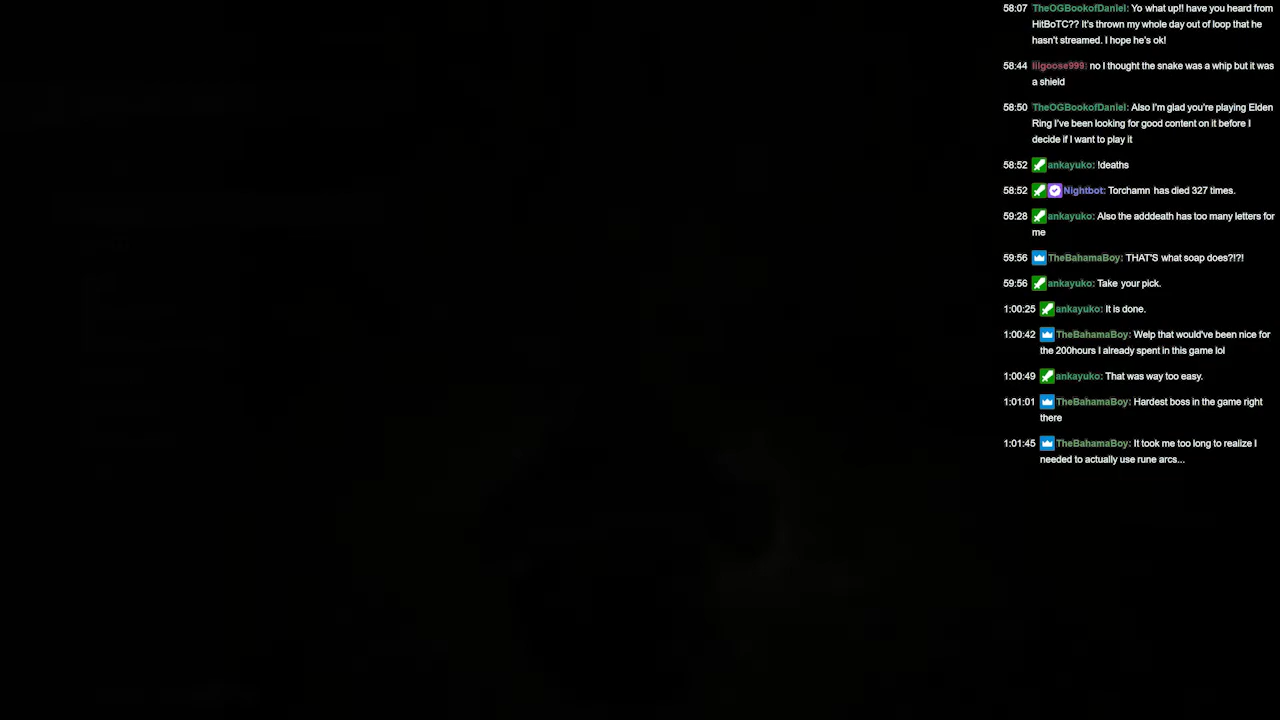 58:07 TheOGBookofDaniel: Yo what up!! have you heard from
HitBoTC?? It's thrown my whole day out of loop that he
hasn't streamed. I hope he's ok!
58:44 lilgoose999: no I thought the snake was a whip but it was
a shield
58:50 TheOGBookofDaniel: Also I'm glad you're playing Elden
Ring I've been looking for good content on it before I
decide if I want to play it
58:52 ankayuko: !deaths
58:52 Nightbot: Torchamn has died 327 times.
59:28 ankayuko: Also the adddeath has too many letters for
me
59:56 TheBahamaBoy: THAT'S what soap does?!?!
59:56 ankayuko: Take your pick.
1:00:25 ankayuko: It is done.
1:00:42 TheBahamaBoy: Welp that would've been nice for
the 200hours I already spent in this game lol
1:00:49 ankayuko: That was way too easy.
1:01:01 TheBahamaBoy: Hardest boss in the game right
there
1:01:45 TheBahamaBoy: It took me too long to realize I
needed to actually use rune arcs...